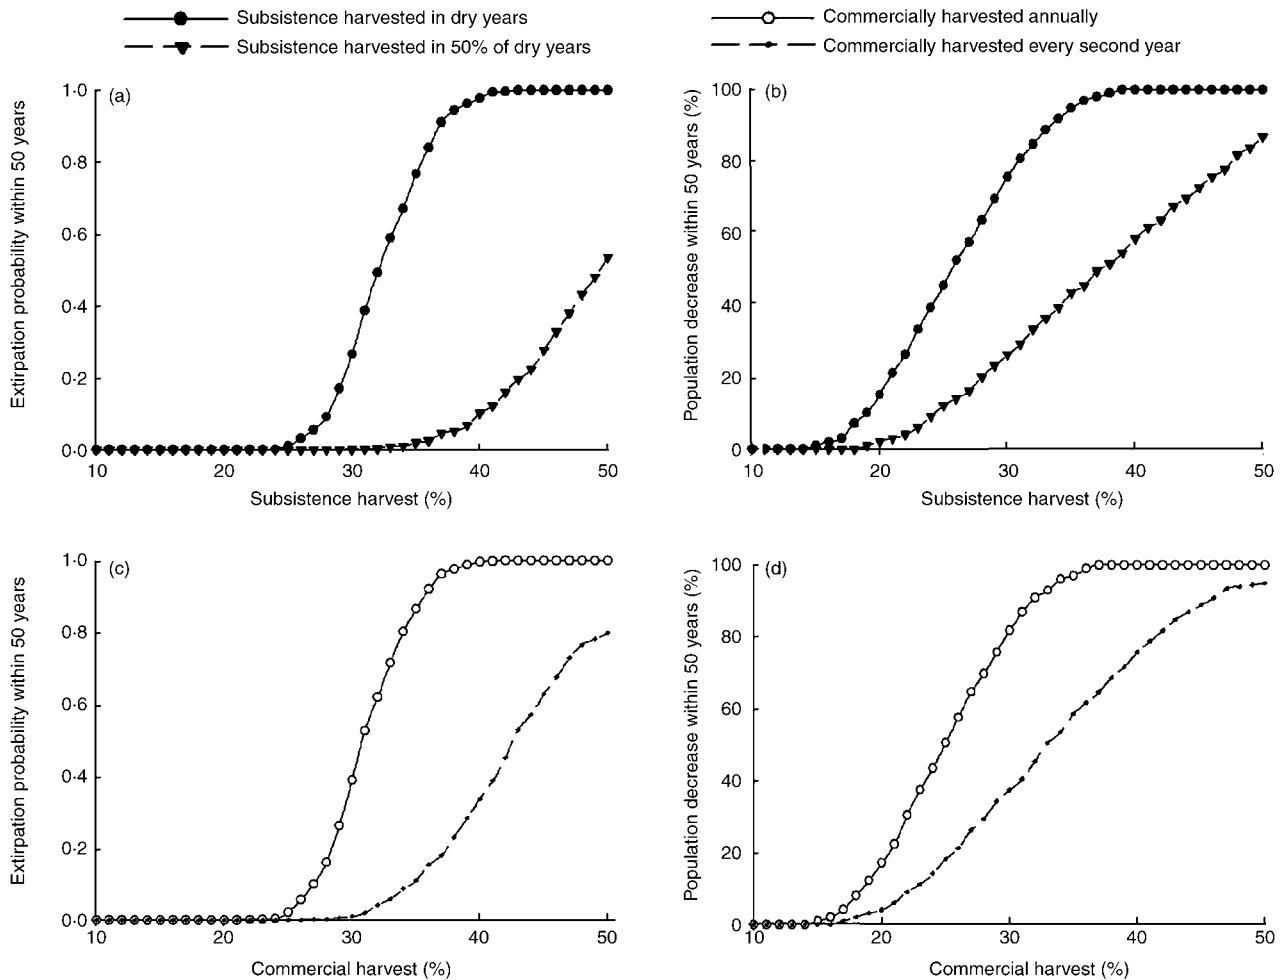 Subsistence harvested in dry years
Subsistence harvested in 50% of dry years
Commercially harvested annually
Commercially harvested every second year
(a)
Extirpation probability within 50 years
1·0
0·8
0·6
0·4
0·2
0·0
10 20 30 40 50
Subsistence harvest (%)
(b)
Population decrease within 50 years (%)
100
80
60
40
20
0
10 20 30 40 50
Subsistence harvest (%)
(c)
Extirpation probability within 50 years
1·0
0·8
0·6
0·4
0·2
0·0
10 20 30 40 50
Commercial harvest (%)
(d)
Population decrease within 50 years (%)
100
80
60
40
20
0
10 20 30 40 50
Commercial harvest (%)